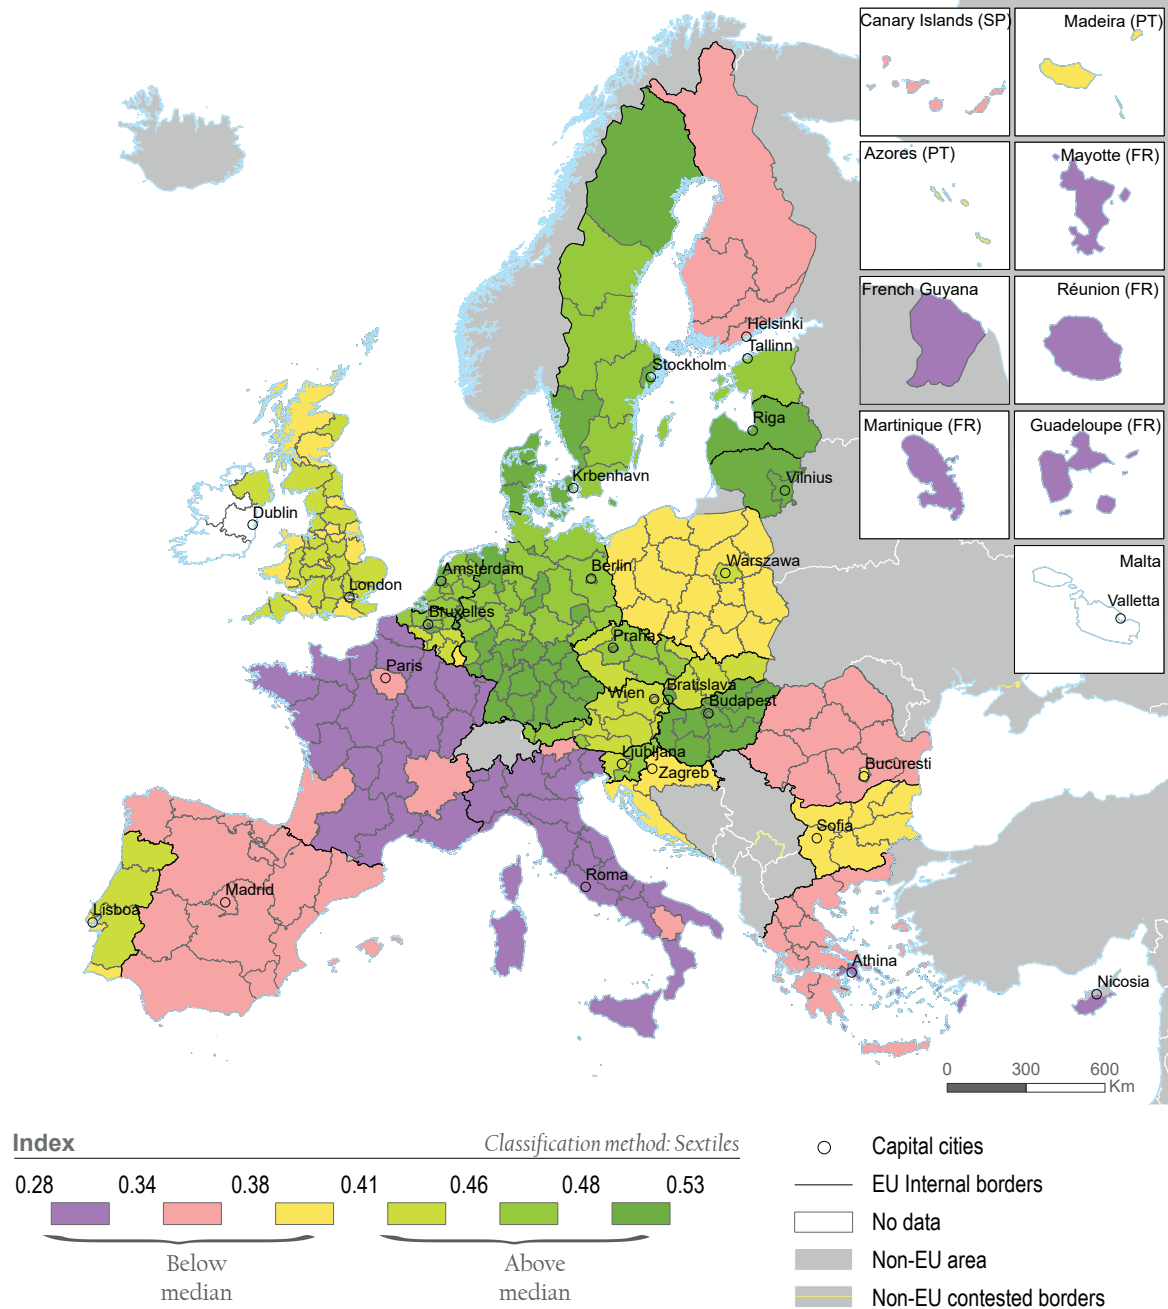 Canary Islands (SP)
Madeira (PT)
Azores (PT)
Mayotte (FR)
French Guyana
Réunion (FR)
Martinique (FR)
Guadeloupe (FR)
Malta
Valletta
Helsinki
Tallinn
Stockholm
Riga
Krbenhavn
Vilnius
Dublin
London
Amsterdam
Berlin
Warszawa
Bruxelles
Praha
Paris
Wien
Bratislava
Budapest
Ljubljana
Zagreb
Bucuresti
Sofia
Roma
Madrid
Lisboa
Athina
Nicosia
0 300 600
Km
Index
Classification method: Sextiles
0.28 0.34 0.38 0.41 0.46 0.48 0.53
Below
median
Above
median
Capital cities
EU Internal borders
No data
Non-EU area
Non-EU contested borders